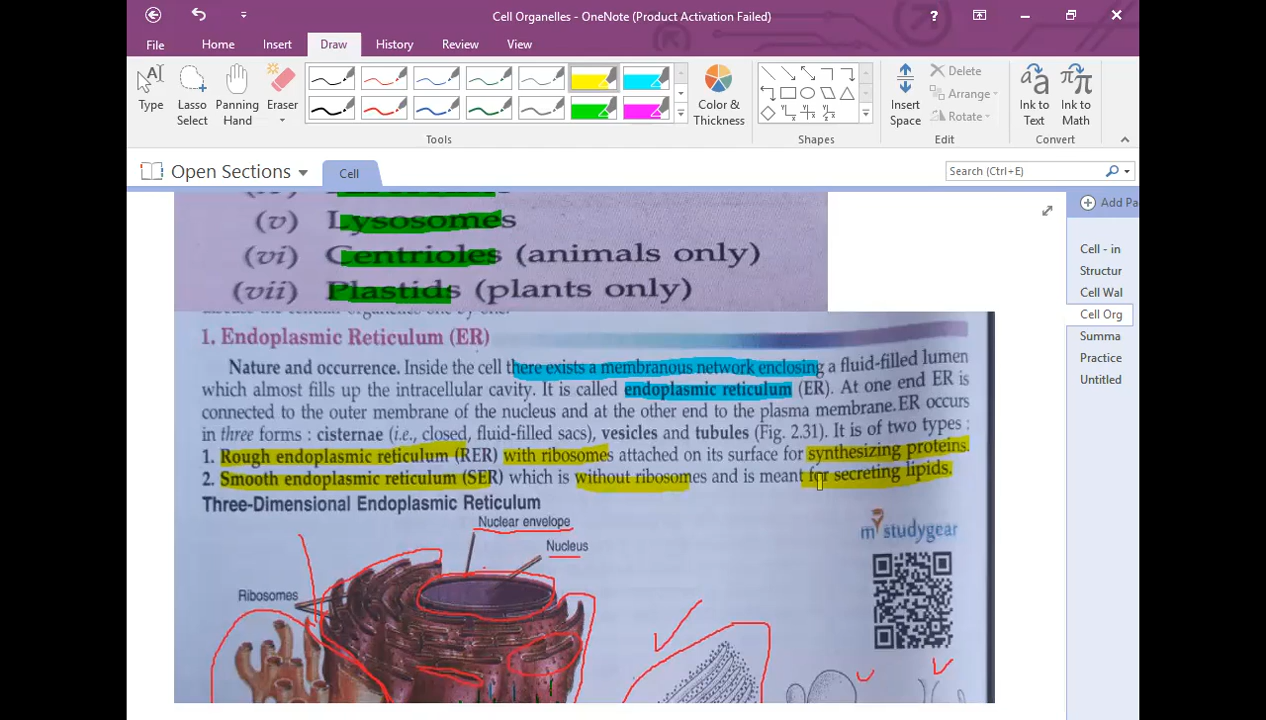 Cell Organelles - OneNote (Product Activation Failed)
?
File Home Insert Draw History Review View
Type
Lasso Select
Panning Hand
Eraser
Color & Thickness
Insert Space
Delete
Arrange
Rotate
Ink to Text
Ink to Math
Tools Shapes Edit Convert
Open Sections Cell
Search (Ctrl+E)
Add Pa
Cell - in
Structur
Cell Wal
Cell Org
Summa
Practice
Untitled
(v) Lysosomes
(vi) Centrioles (animals only)
(vii) Plastids (plants only)
1. Endoplasmic Reticulum (ER)
Nature and occurrence. Inside the cell there exists a membranous network enclosing a fluid-filled lumen
which almost fills up the intracellular cavity. It is called endoplasmic reticulum (ER). At one end ER is
connected to the outer membrane of the nucleus and at the other end to the plasma membrane. ER occurs
in three forms : cisternae (i.e., closed, fluid-filled sacs), vesicles and tubules (Fig. 2.31). It is of two types :
1. Rough endoplasmic reticulum (RER) with ribosomes attached on its surface for synthesizing proteins.
2. Smooth endoplasmic reticulum (SER) which is without ribosomes and is meant for secreting lipids.
Three-Dimensional Endoplasmic Reticulum
Nuclear envelope
Nucleus
Ribosomes
studygear